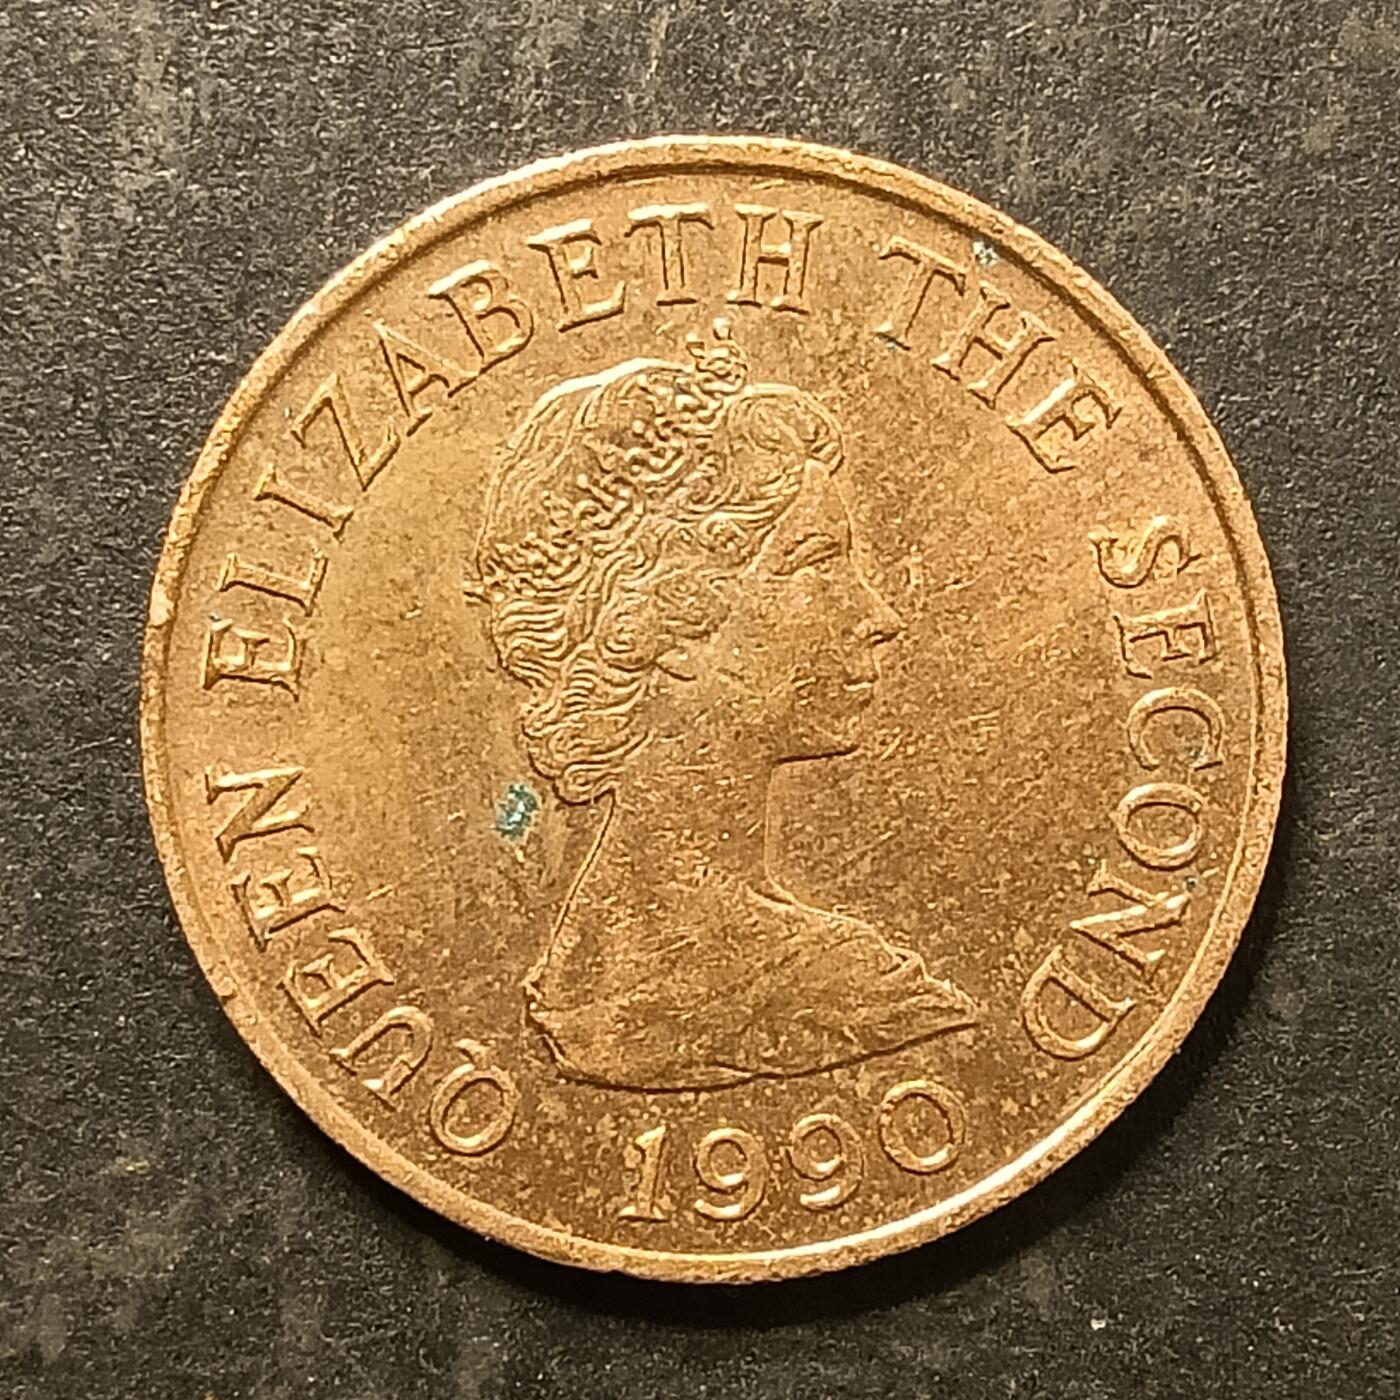 QUEEN ELIZABETH THE SECOND
1990